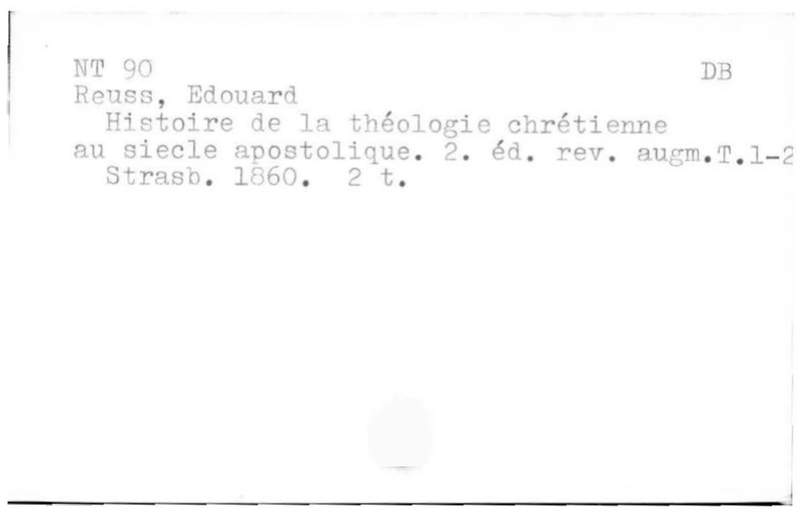 NT 90 DB
Reuss, Edouard
Histoire de la théologie chrétienne
au siecle apostolique. 2. éd. rev. augm.T.1-2
Strasb. 1860. 2 t.